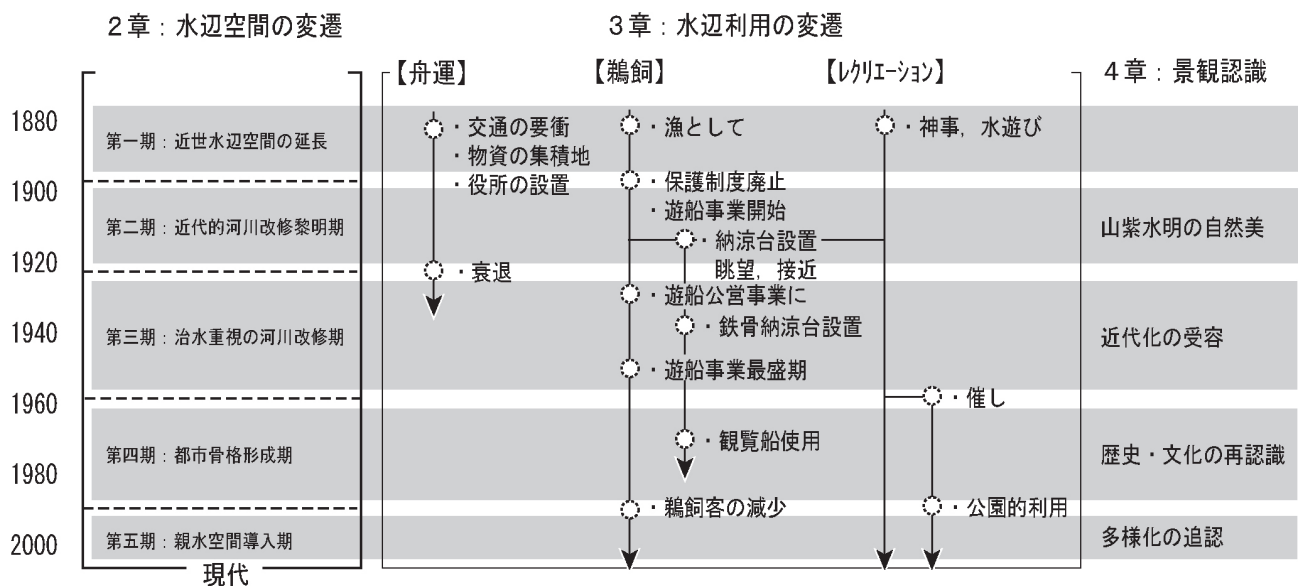 2章：水辺空間の変遷
3章：水辺利用の変遷
4章：景観認識
【舟運】
【鵜飼】
【ﾚｸﾘｴｰｼｮﾝ】
1880
1900
1920
1940
1960
1980
2000
第一期：近世水辺空間の延長
第二期：近代的河川改修黎明期
第三期：治水重視の河川改修期
第四期：都市骨格形成期
第五期：親水空間導入期
現代
・交通の要衝
・物資の集積地
・役所の設置
・衰退
・漁として
・保護制度廃止
・遊船事業開始
・納涼台設置
眺望，接近
・遊船公営事業に
・鉄骨納涼台設置
・遊船事業最盛期
・観覧船使用
・鵜飼客の減少
・神事，水遊び
・催し
・公園的利用
山紫水明の自然美
近代化の受容
歴史・文化の再認識
多様化の追認